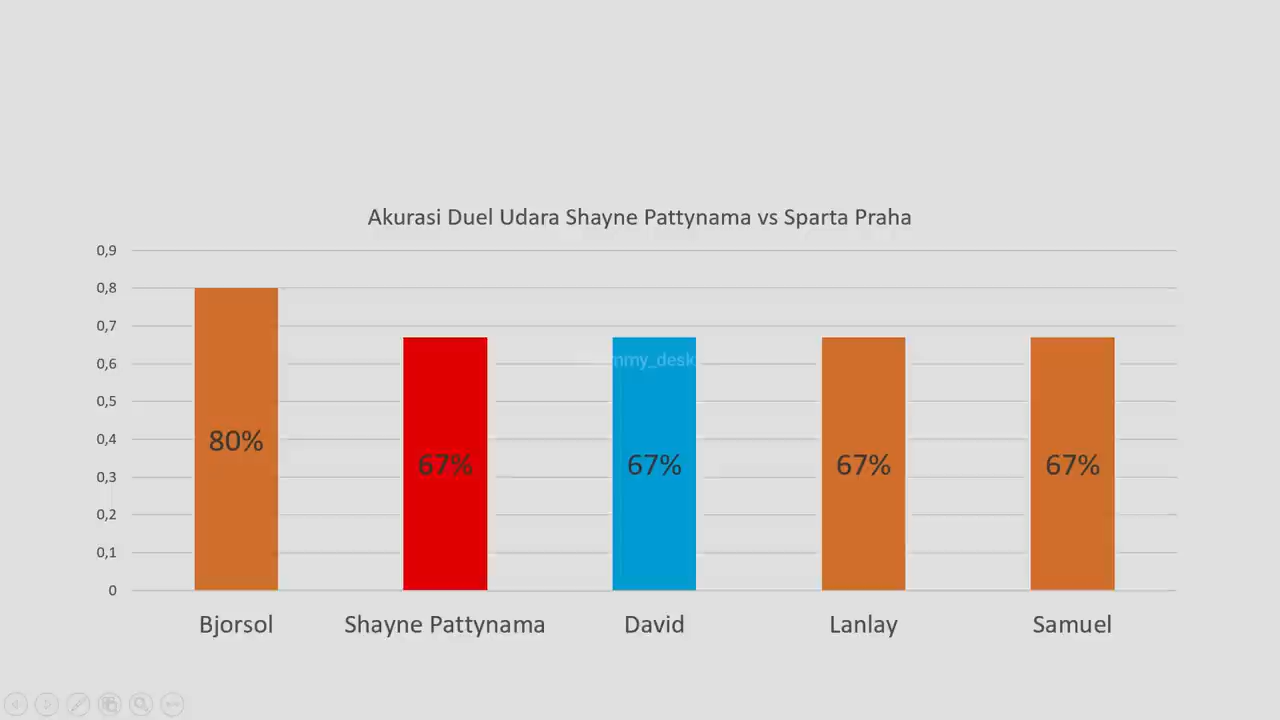 Akurasi Duel Udara Shayne Pattynama vs Sparta Praha
0,9
0,8
0,7
0,6
0,5
0,4
0,3
0,2
0,1
0
80%
67%
67%
67%
67%
Bjorsol
Shayne Pattynama
David
Lanlay
Samuel